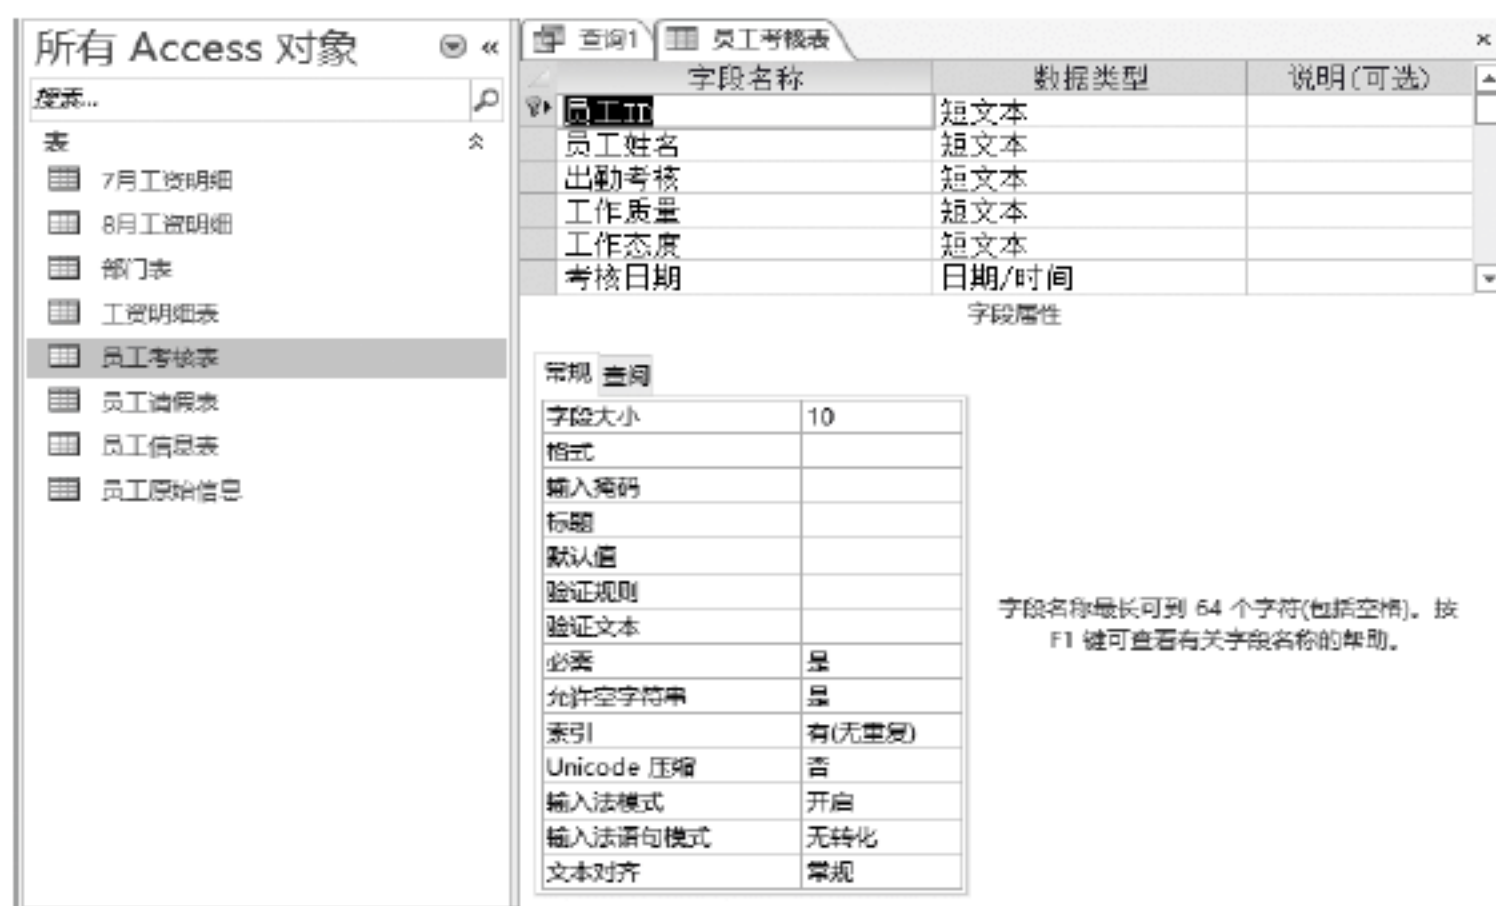 所有 Access 对象
搜索...
表
7月工资明细
8月工资明细
部门表
工资明细表
员工考核表
员工请假表
员工信息表
员工原始信息
查询1 员工考核表
字段名称 数据类型 说明(可选)
员工ID 短文本
员工姓名 短文本
出勤考核 短文本
工作质量 短文本
工作态度 短文本
考核日期 日期/时间
字段属性
常规 查阅
字段大小 10
格式
输入掩码
标题
默认值
验证规则
验证文本
必需 是
允许空字符串 是
索引 有(无重复)
Unicode 压缩 否
输入法模式 开启
输入法语句模式 无转化
文本对齐 常规
字段名称最长可到 64 个字符(包括空格)。按
F1 键可查看有关字段名称的帮助。